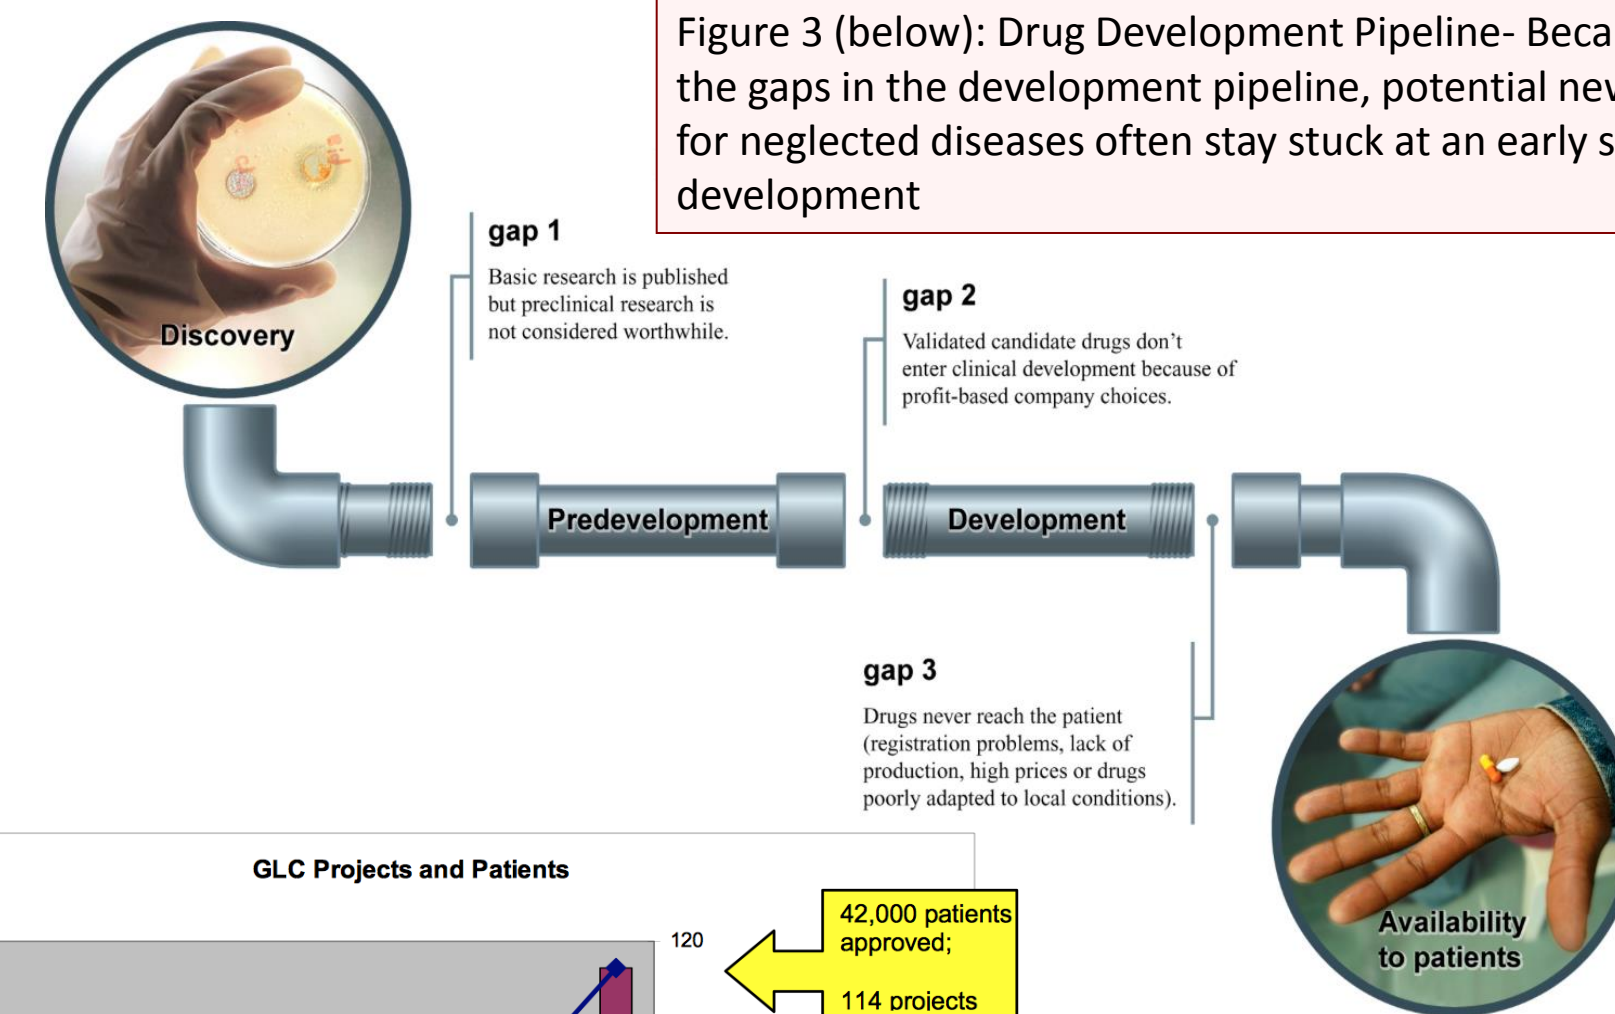 Figure 3 (below): Drug Development Pipeline- Beca
the gaps in the development pipeline, potential new
for neglected diseases often stay stuck at an early s
development
Discovery
gap 1
Basic research is published
but preclinical research is
not considered worthwhile.
gap 2
Validated candidate drugs don't
enter clinical development because of
profit-based company choices.
Predevelopment
Development
gap 3
Drugs never reach the patient
(registration problems, lack of
production, high prices or drugs
poorly adapted to local conditions).
Availability
to patients
GLC Projects and Patients
120
42,000 patients
approved;
114 projects